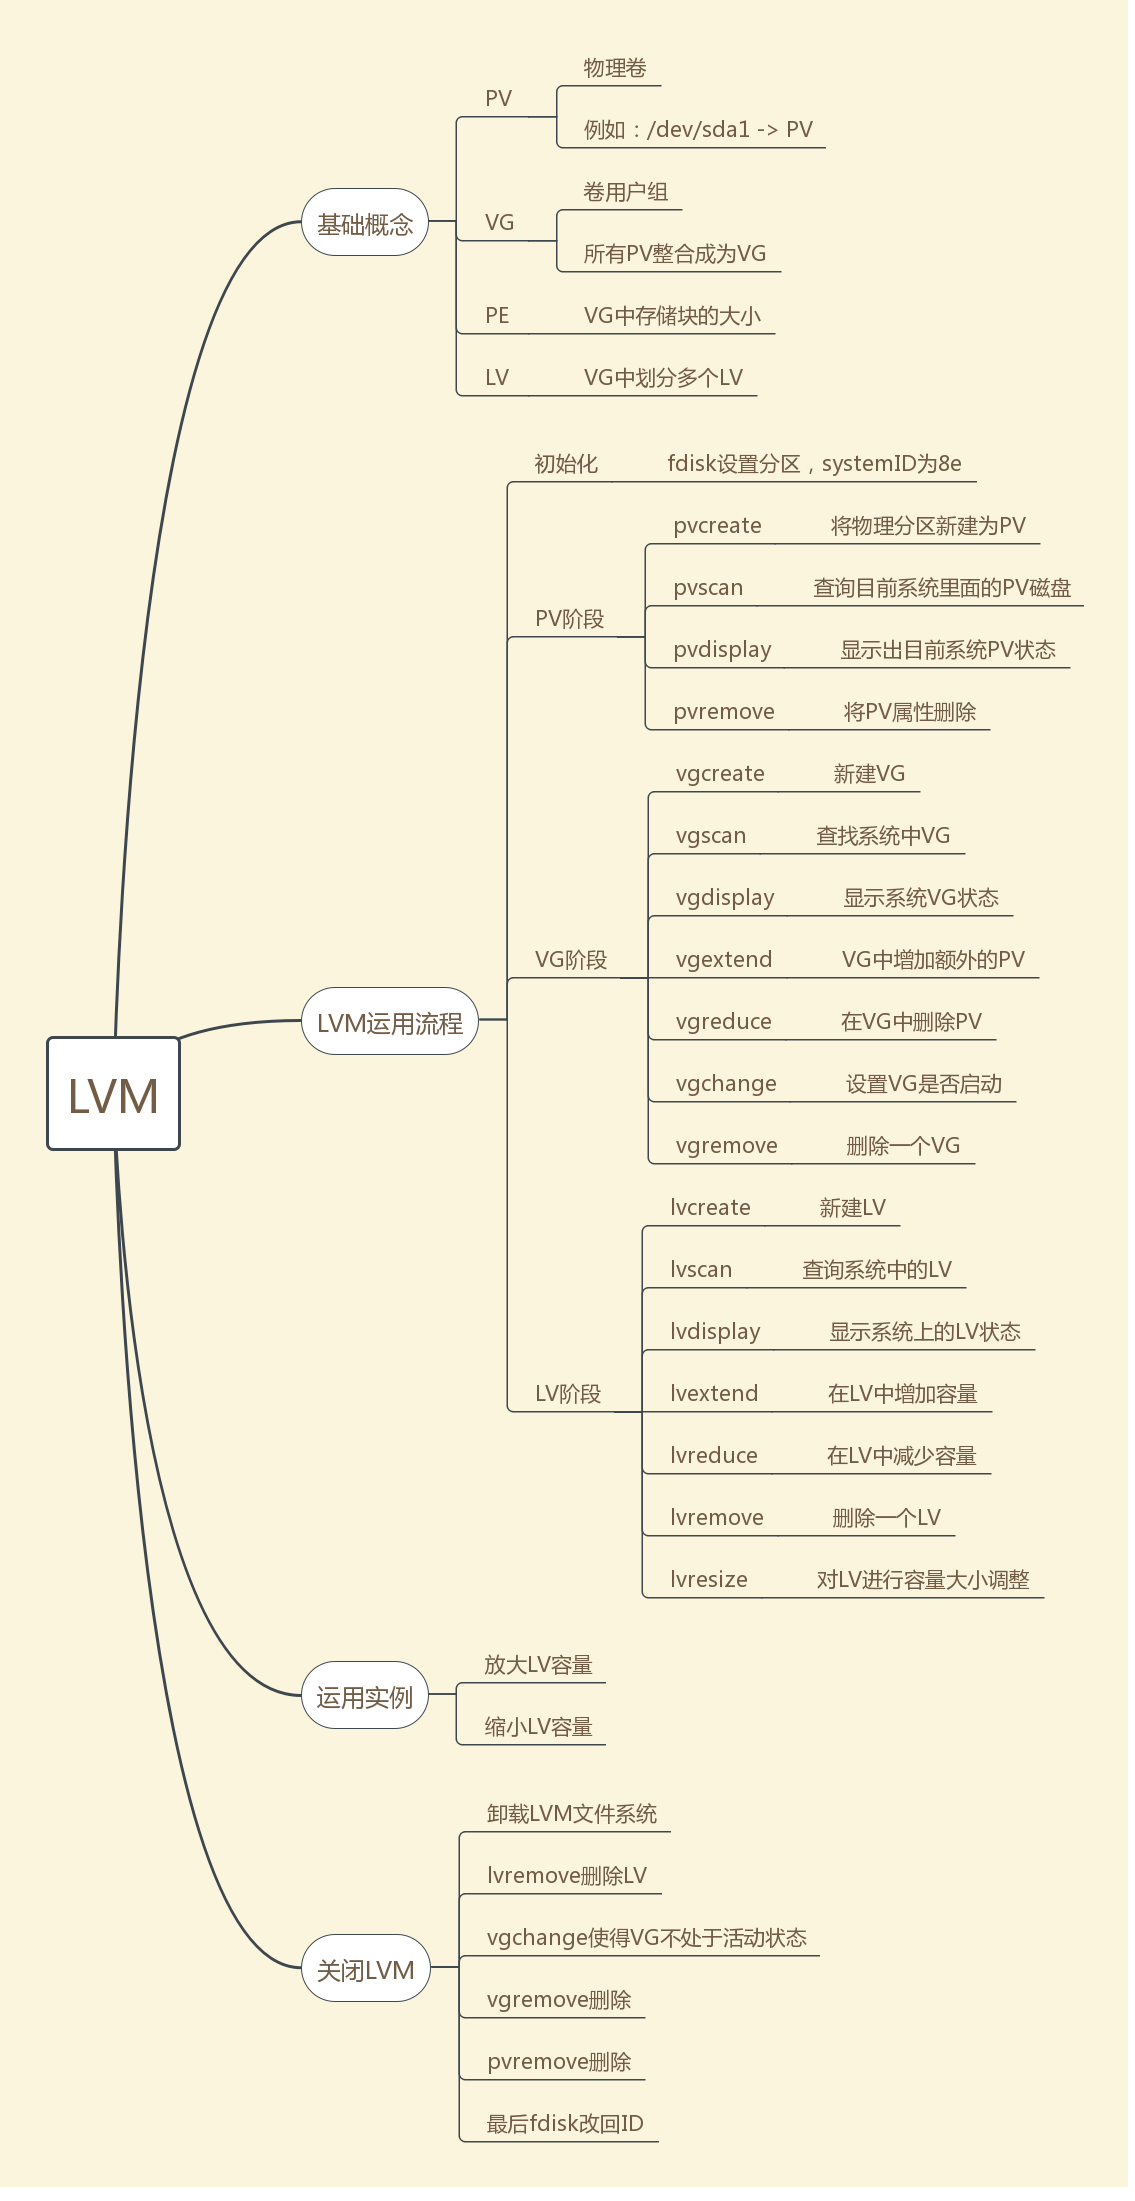 LVM
基础概念
PV
物理卷
例如：/dev/sda1 -> PV
VG
卷用户组
所有PV整合成为VG
PE
VG中存储块的大小
LV
VG中划分多个LV
LVM运用流程
初始化
fdisk设置分区，systemID为8e
PV阶段
pvcreate
将物理分区新建为PV
pvscan
查询目前系统里面的PV磁盘
pvdisplay
显示出目前系统PV状态
pvremove
将PV属性删除
VG阶段
vgcreate
新建VG
vgscan
查找系统中VG
vgdisplay
显示系统VG状态
vgextend
VG中增加额外的PV
vgreduce
在VG中删除PV
vgchange
设置VG是否启动
vgremove
删除一个VG
LV阶段
lvcreate
新建LV
lvscan
查询系统中的LV
lvdisplay
显示系统上的LV状态
lvextend
在LV中增加容量
lvreduce
在LV中减少容量
lvremove
删除一个LV
lvresize
对LV进行容量大小调整
运用实例
放大LV容量
缩小LV容量
关闭LVM
卸载LVM文件系统
lvremove删除LV
vgchange使得VG不处于活动状态
vgremove删除
pvremove删除
最后fdisk改回ID